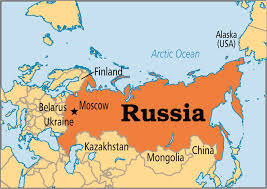 Alaska
(USA)
Arctic Ocean
Finland
Belarus
Moscow
Ukraine
Russia
Kazakhstan
Mongolia
China